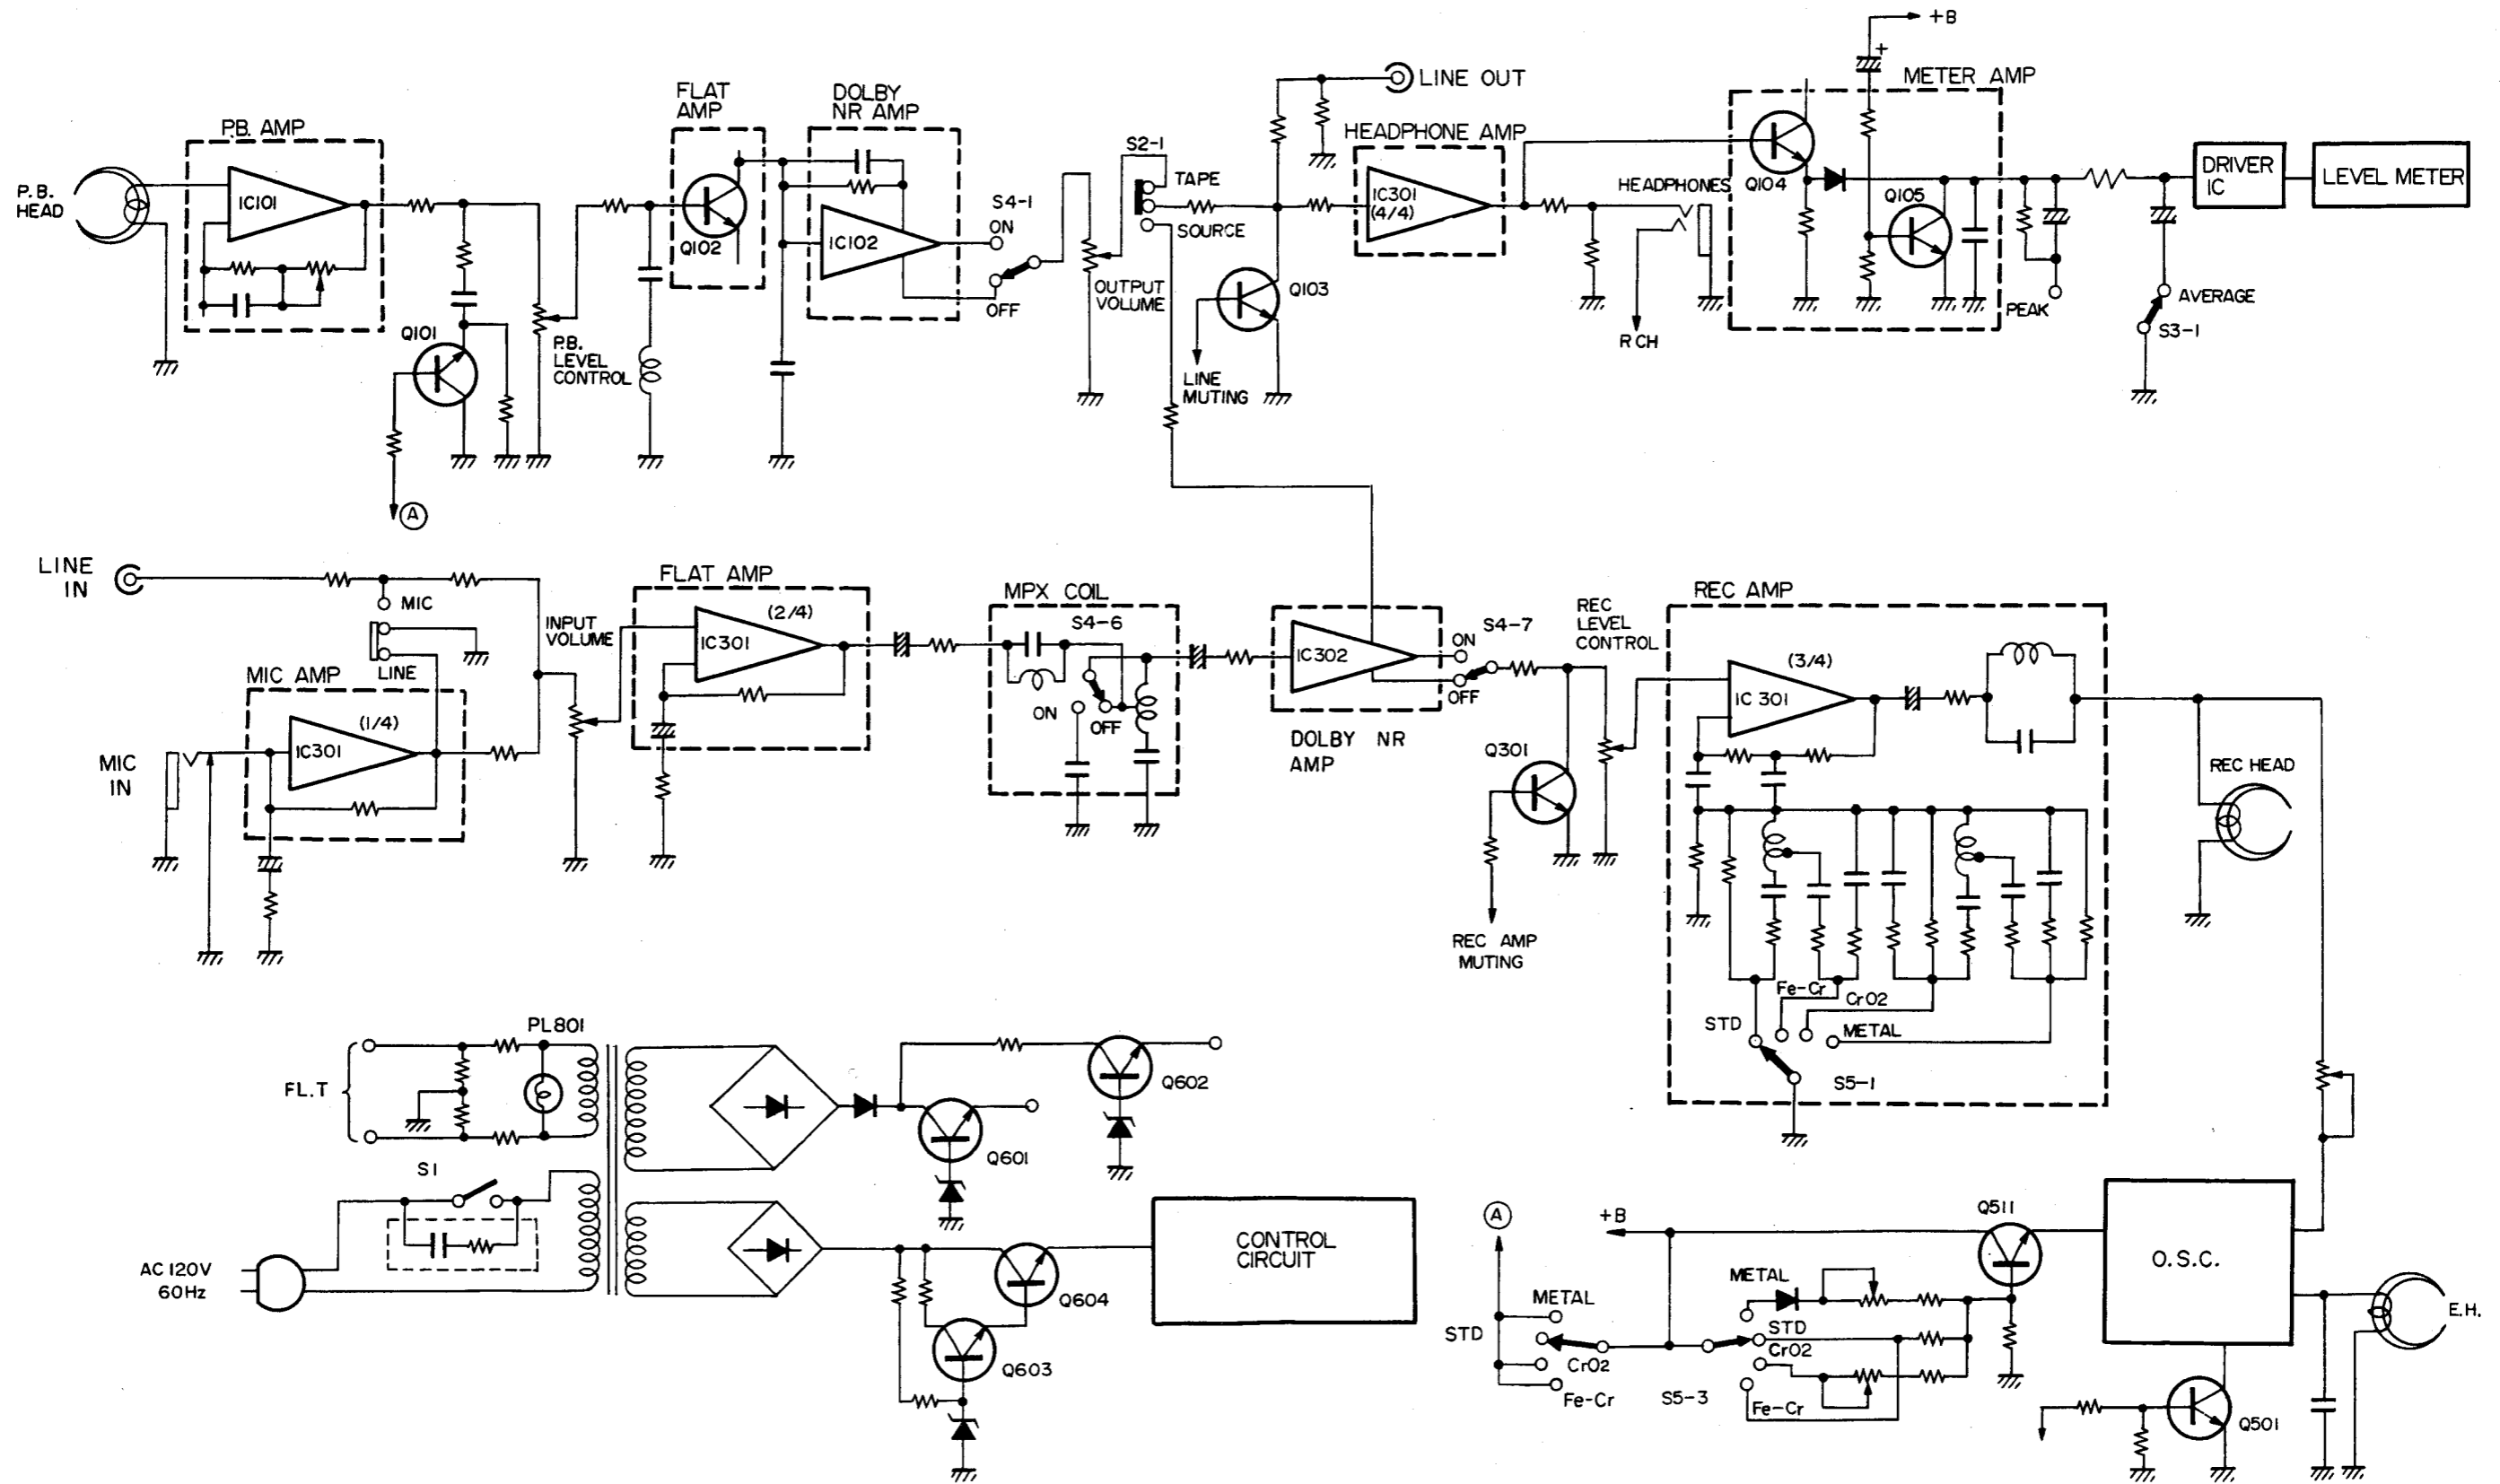 +B
LINE OUT
METER AMP
FLAT
AMP
DOLBY
NR AMP
P.B. AMP
HEADPHONE AMP
S2-1
TAPE
SOURCE
P.B.
HEAD
IC101
Q102
IC102
S4-1
ON
OFF
OUTPUT
VOLUME
IC301
(4/4)
HEADPHONES
R CH
Q104
Q105
PEAK
AVERAGE
S3-1
DRIVER
IC
LEVEL METER
Q101
P.B.
LEVEL
CONTROL
Q103
LINE
MUTING
A
LINE
IN
MIC
LINE
MIC AMP
(1/4)
IC301
MIC
IN
INPUT
VOLUME
FLAT AMP
(2/4)
IC301
MPX COIL
S4-6
ON
OFF
IC302
DOLBY NR
AMP
ON
S4-7
OFF
REC
LEVEL
CONTROL
Q301
REC AMP
MUTING
REC AMP
(3/4)
IC 301
REC HEAD
Fe-Cr
CrO2
STD
METAL
S5-1
PL801
FL.T
S1
AC 120V
60Hz
Q602
Q601
Q604
Q603
CONTROL
CIRCUIT
A
+B
METAL
STD
CrO2
Fe-Cr
S5-3
METAL
STD
CrO2
Fe-Cr
Q511
O.S.C.
E.H.
Q501